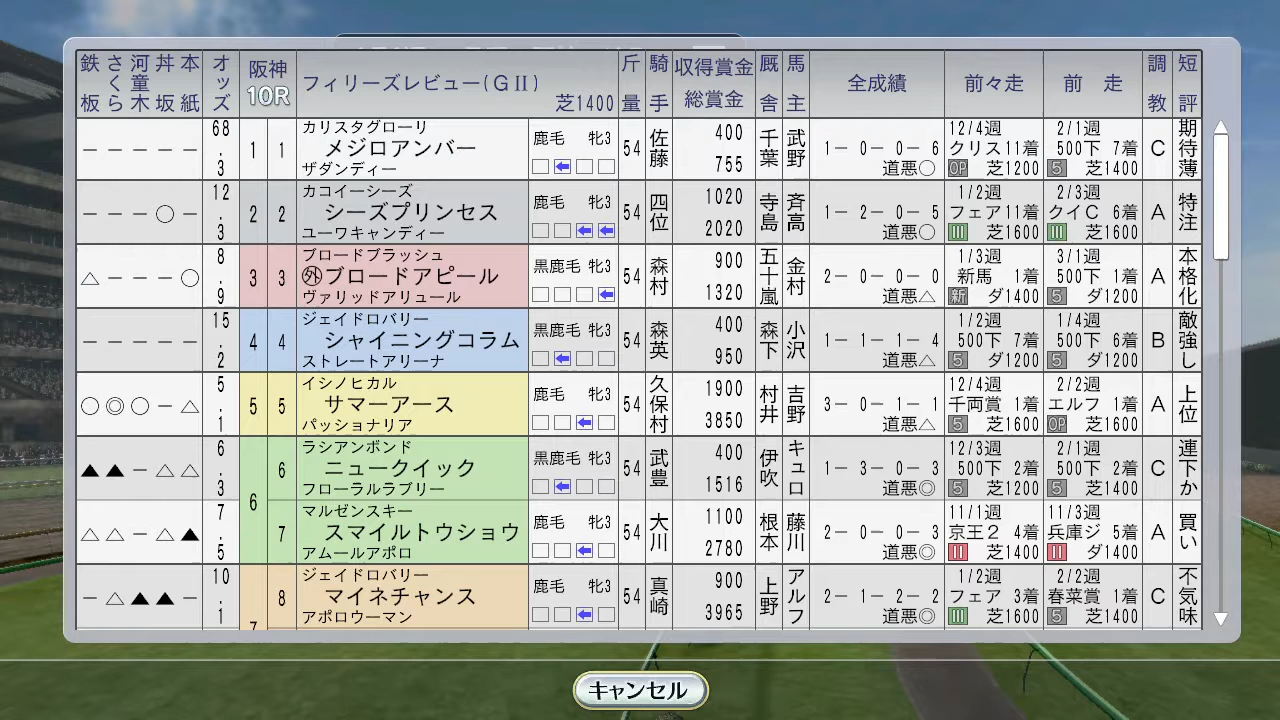 鉄板 さくら 河童木 丼坂 本紙 オッズ 阪神 10R フィリーズレビュー(GⅡ) 芝1400 斤量 騎手 収得賞金 総賞金 厩舎 馬主 全成績 前々走 前 走 調教 短評
－ － － － － 68.3 1 1 カリスタグローリ 鹿毛 牝3 54 佐藤 400 千葉 武野 1－ 0－ 0－ 6 12/4週 2/1週 C 期待薄
メジロアンバー クリス11着 500下 7着
ザダンディー 755 道悪○ OP 芝1200 5 芝1400
－ － － ○ － 12.3 2 2 カコイーシーズ 鹿毛 牝3 54 四位 1020 寺島 斉高 1－ 2－ 0－ 5 1/2週 2/3週 A 特注
シーズプリンセス フェア11着 クイC 6着
ユーワキャンディー 2020 道悪○ III 芝1600 III 芝1600
△ － － － ○ 8.9 3 3 ブロードブラッシュ 黒鹿毛 牝3 54 森村 900 五十嵐 金村 2－ 0－ 0－ 0 1/3週 3/1週 A 本格化
外ブロードアピール 新馬 1着 500下 1着
ヴァリッドアリュール 1320 道悪△ 新 ダ1400 5 ダ1200
－ － － － － 15.2 4 4 ジェイドロバリー 黒鹿毛 牝3 54 森英 400 森下 小沢 1－ 1－ 1－ 4 1/2週 1/4週 B 敵強し
シャイニングコラム 500下 7着 500下 6着
ストレートアリーナ 950 道悪△ 5 ダ1200 5 ダ1200
○ ◎ ○ － △ 5.1 5 5 イシノヒカル 鹿毛 牝3 54 久保村 1900 村井 吉野 3－ 0－ 1－ 1 12/4週 2/2週 A 上位
サマーアース 千両賞 1着 エルフ 1着
パッショナリア 3850 道悪△ 5 芝1600 OP 芝1600
▲ ▲ － △ △ 6.3 6 6 ラシアンボンド 黒鹿毛 牝3 54 武豊 400 伊吹 キュロ 1－ 3－ 0－ 3 12/3週 2/1週 C 連下か
ニュークイック 500下 2着 500下 2着
フローラルラブリー 1516 道悪◎ 5 芝1200 5 芝1400
△ △ － △ ▲ 7.5 7 マルゼンスキー 鹿毛 牝3 54 大川 1100 根本 藤川 2－ 0－ 0－ 3 11/1週 11/3週 A 買い
スマイルトウショウ 京王2 4着 兵庫ジ 5着
アムールアポロ 2780 道悪◎ II 芝1400 II ダ1400
－ △ ▲ ▲ － 10.1 7 8 ジェイドロバリー 鹿毛 牝3 54 真崎 900 上野 アルフ 2－ 1－ 2－ 2 1/2週 2/2週 C 不気味
マイネチャンス フェア 3着 春菜賞 1着
アポロウーマン 3965 道悪◎ III 芝1600 5 芝1400
キャンセル